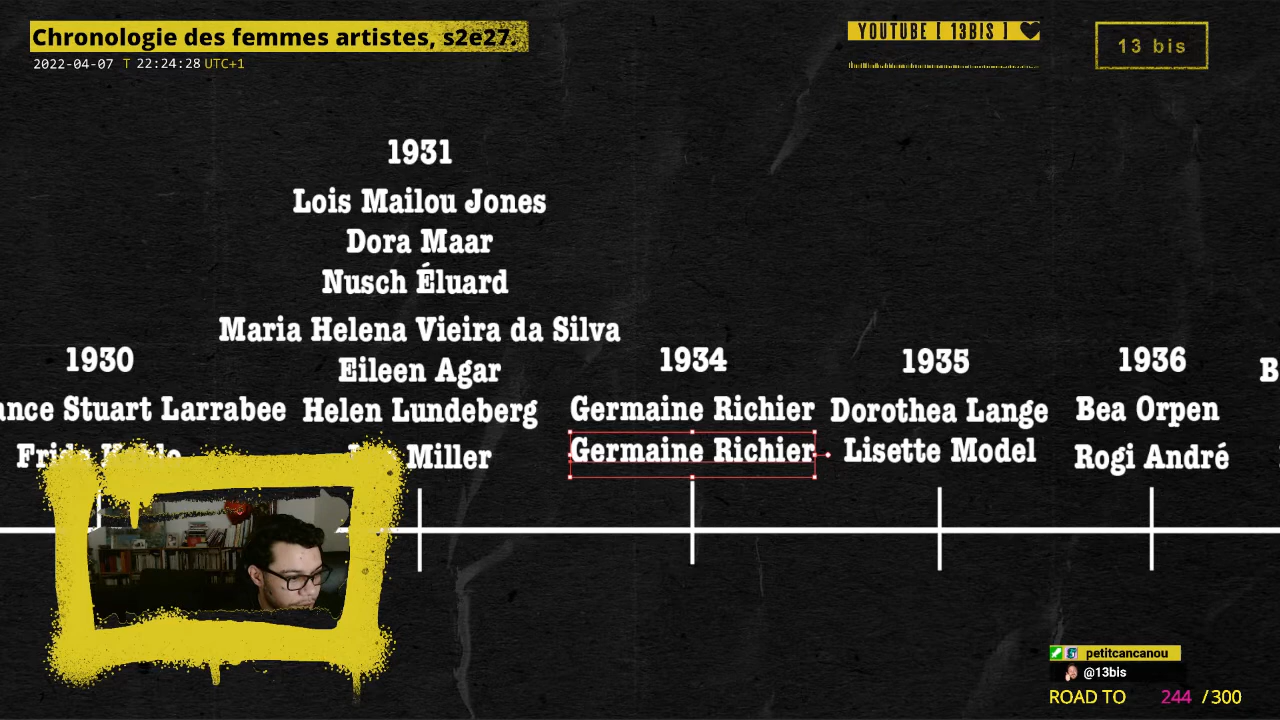 Chronologie des femmes artistes, s2e27.
2022-04-07 T 22:24:28 UTC+1
YOUTUBE [ 13BIS ]
13 bis
1931
Lois Mailou Jones
Dora Maar
Nusch Éluard
Maria Helena Vieira da Silva
Eileen Agar
Helen Lundeberg
Miller
1930
ance Stuart Larrabee
1934
Germaine Richier
Germaine Richier
1935
Dorothea Lange
Lisette Model
1936
Bea Orpen
Rogi André
B
petitcancanou
@13bis
ROAD TO 244 / 300